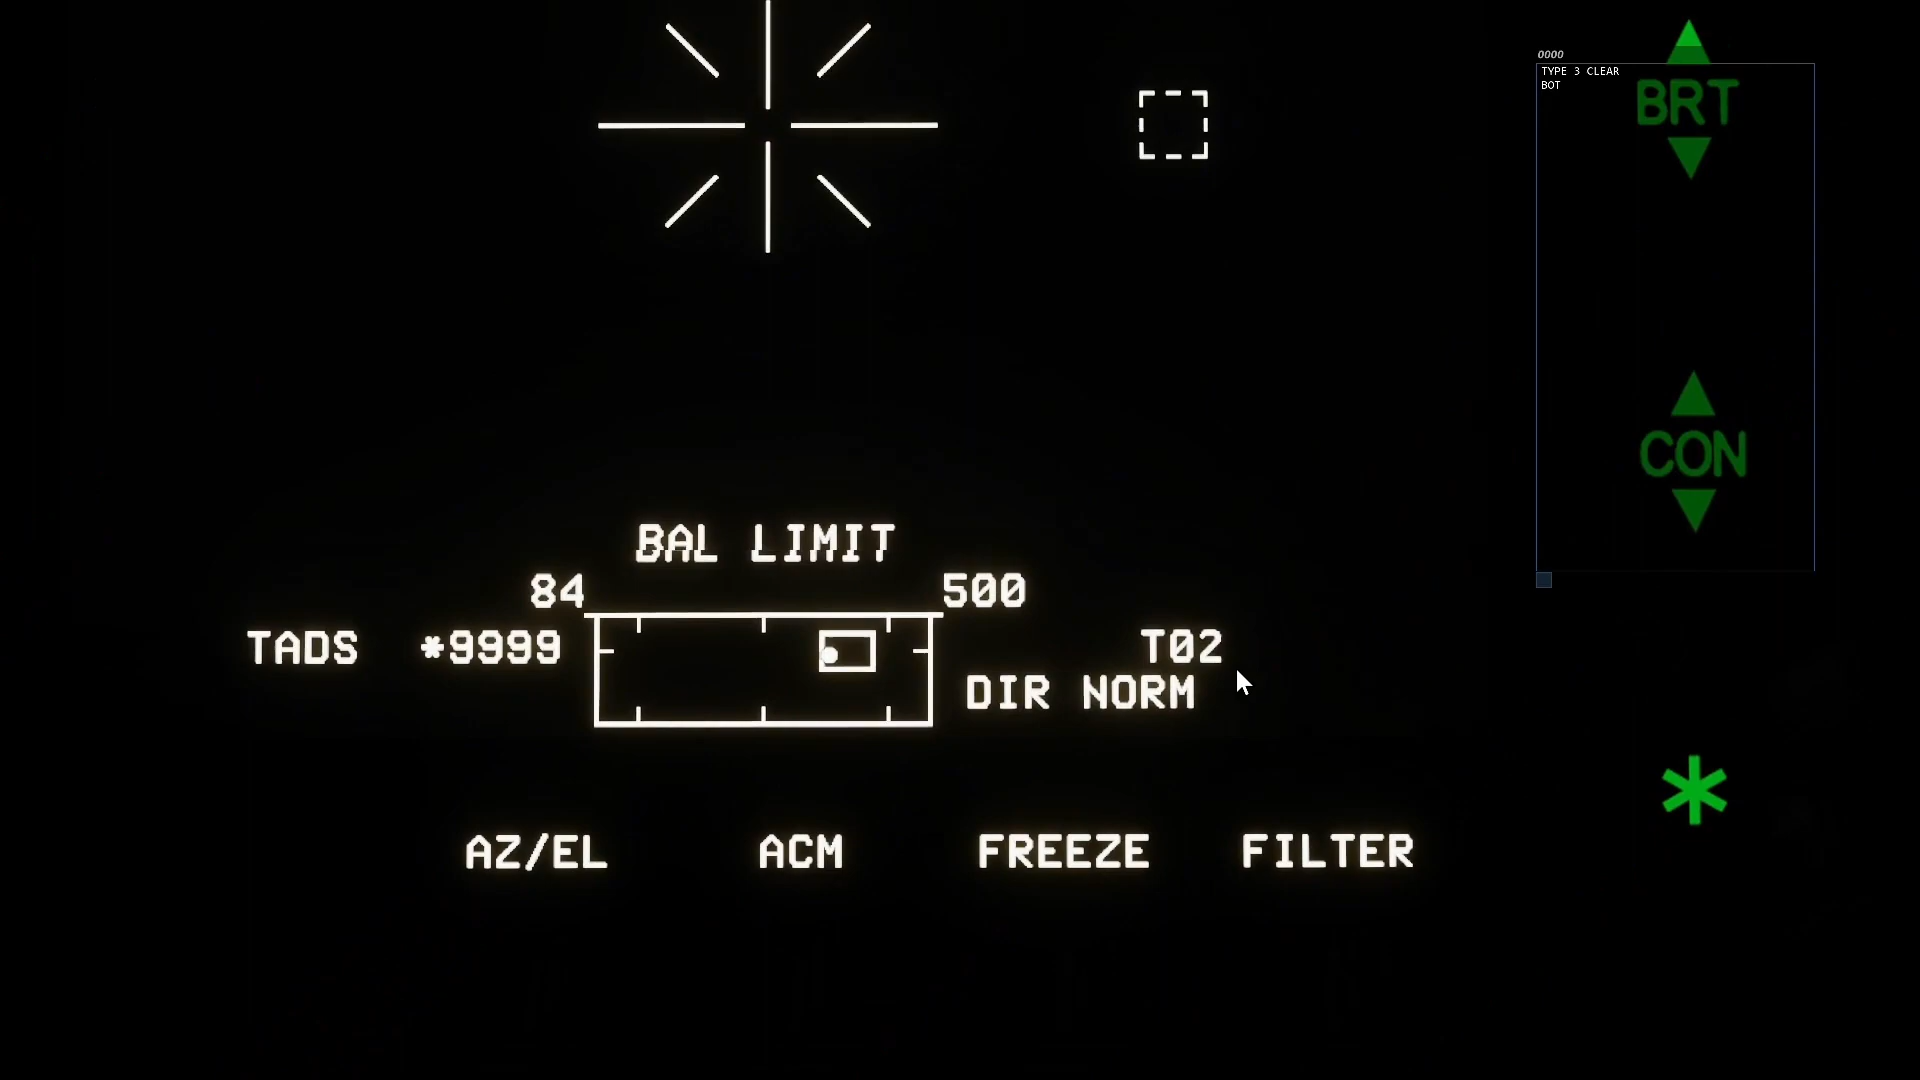 0000
TYPE 3 CLEAR
BOT
BRT
CON
BAL LIMIT
84 500
TADS *9999 T02
DIR NORM
*
AZ/EL ACM FREEZE FILTER